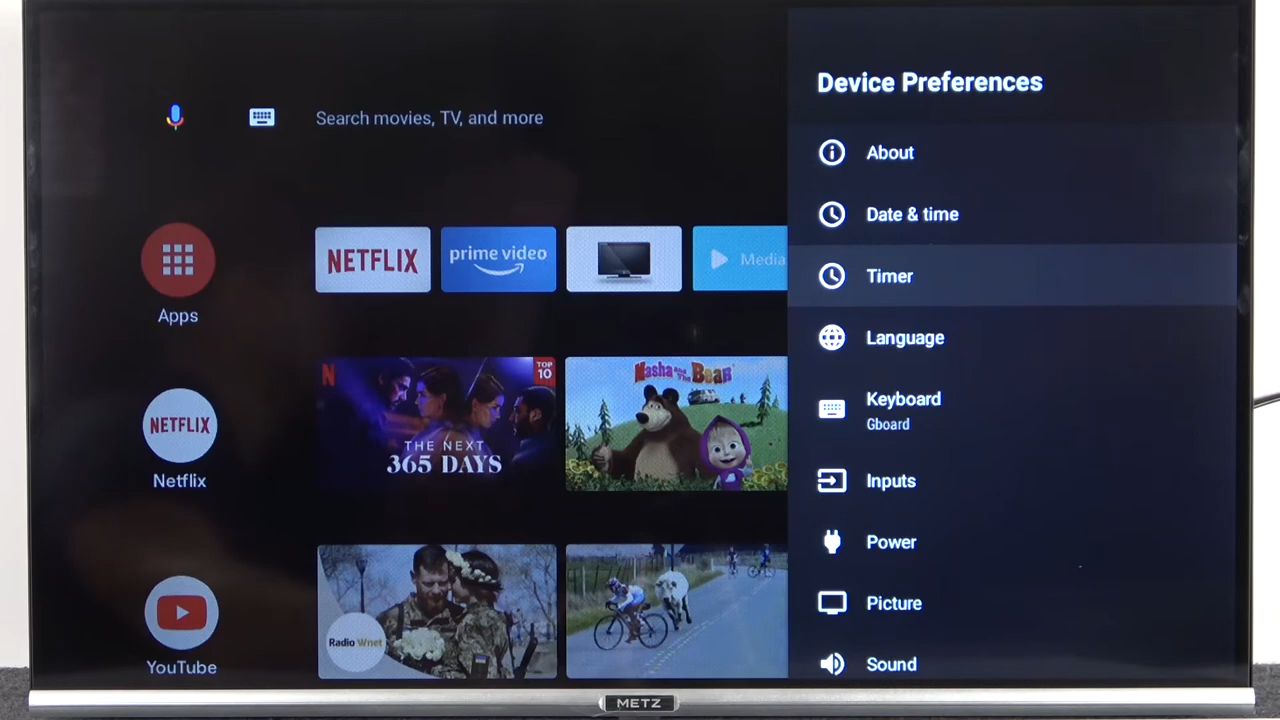 Search movies, TV, and more
Apps
NETFLIX
prime video
Media
NETFLIX
Netflix
N
TOP
10
THE NEXT
365 DAYS
Masha and The Bear
YouTube
Radio Wnet
Device Preferences
About
Date & time
Timer
Language
Keyboard
Gboard
Inputs
Power
Picture
Sound
METZ